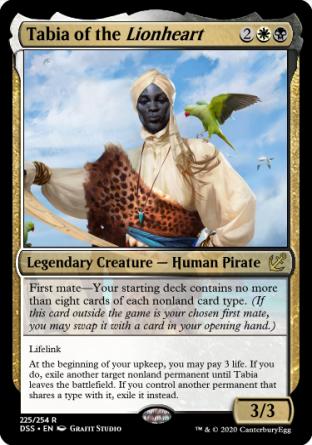 Tabia of the Lionheart 2
Legendary Creature — Human Pirate
First mate—Your starting deck contains no more
than eight cards of each nonland card type. (If
this card outside the game is your chosen first mate,
you may swap it with a card in your opening hand.)
Lifelink
At the beginning of your upkeep, you may pay 3 life. If you
do, exile another target nonland permanent until Tabia
leaves the battlefield. If you control another permanent that
shares a type with it, exile it instead.
3/3
225/254 R
DSS • EN Grafit Studio
™ & © 2020 CanterburyEgg